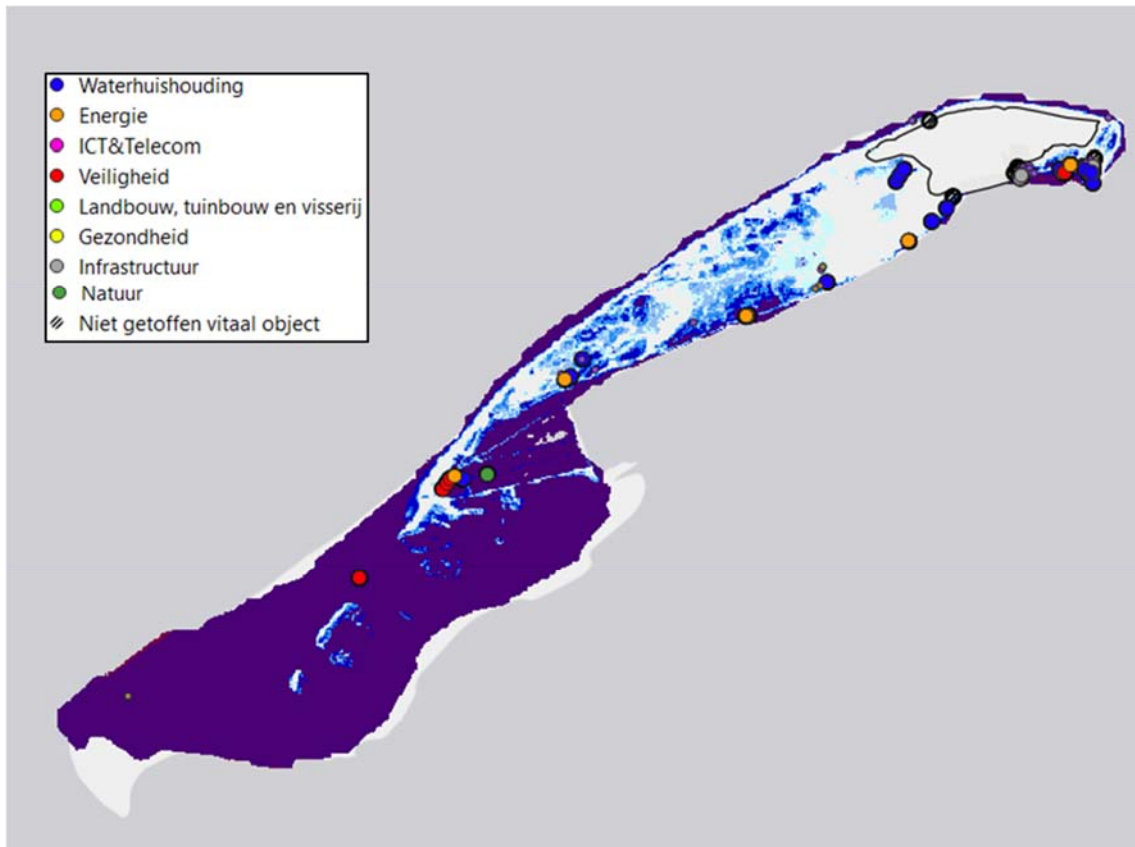 Waterhuishouding
Energie
ICT&Telecom
Veiligheid
Landbouw, tuinbouw en visserij
Gezondheid
Infrastructuur
Natuur
Niet getoffen vitaal object